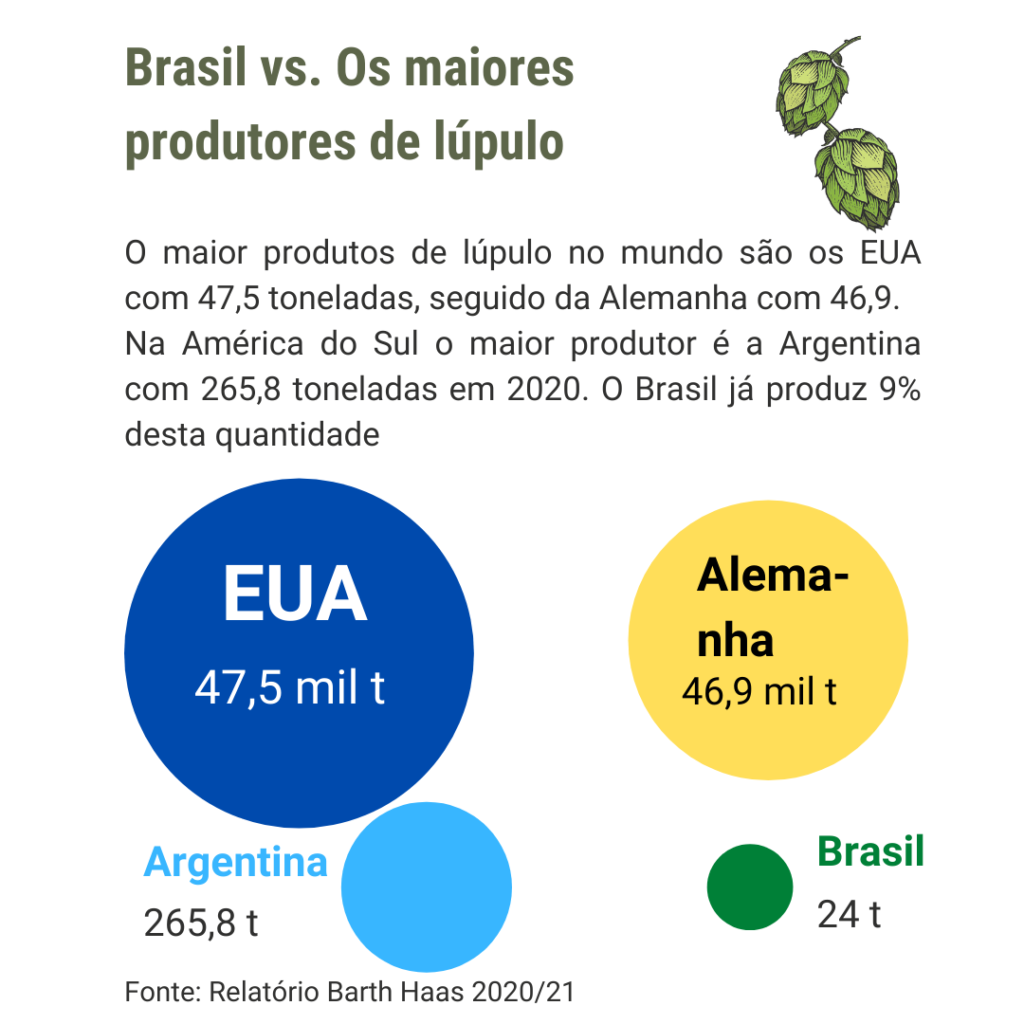 Brasil vs. Os maiores
produtores de lúpulo
O maior produtos de lúpulo no mundo são os EUA
com 47,5 toneladas, seguido da Alemanha com 46,9.
Na América do Sul o maior produtor é a Argentina
com 265,8 toneladas em 2020. O Brasil já produz 9%
desta quantidade
EUA
47,5 mil t
Alema-
nha
46,9 mil t
Argentina
265,8 t
Brasil
24 t
Fonte: Relatório Barth Haas 2020/21